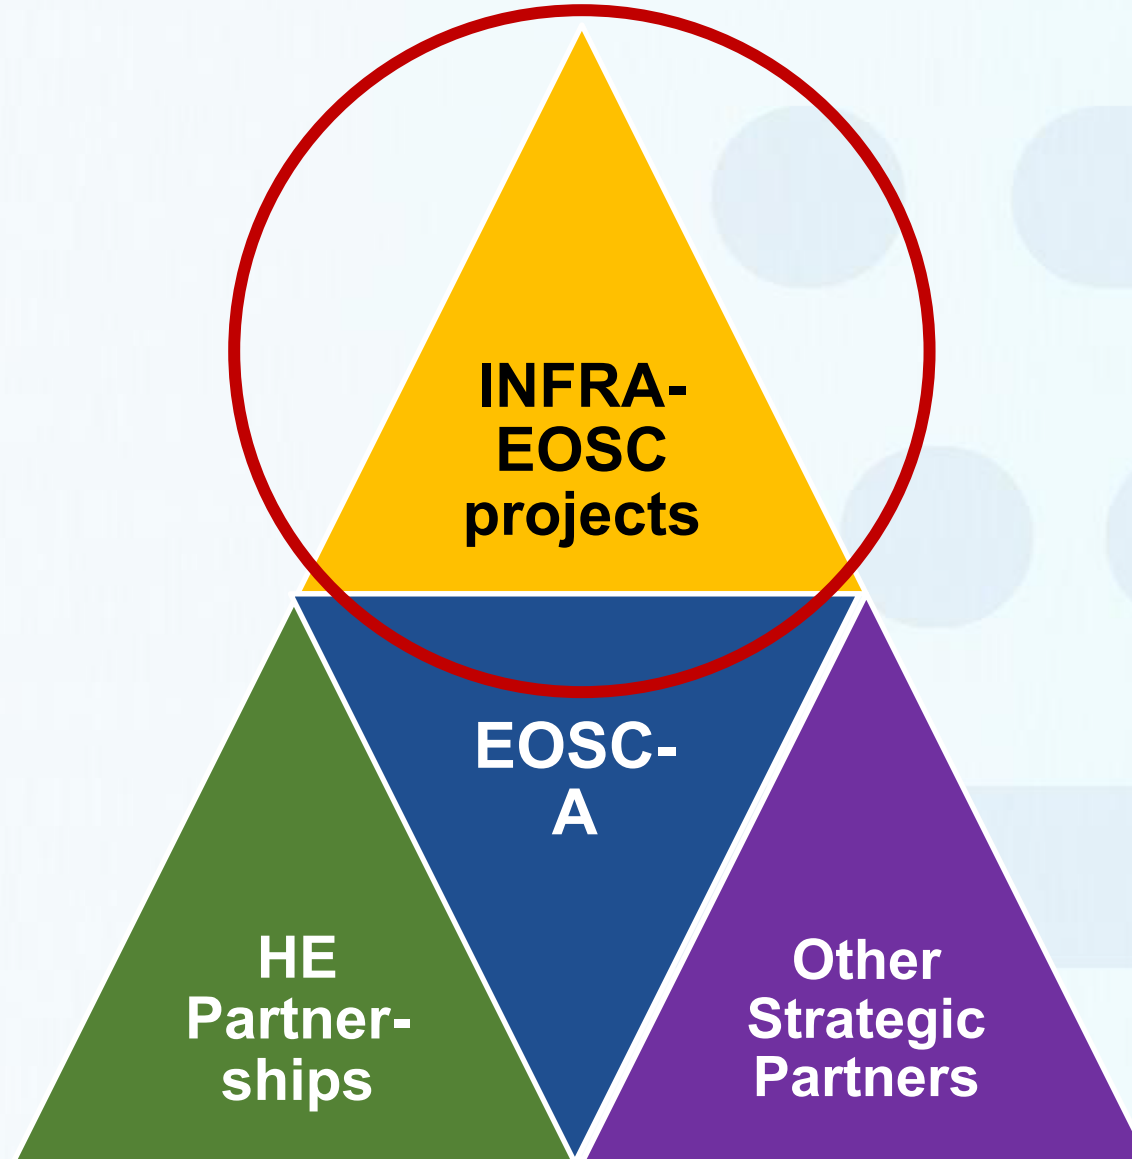 INFRA-
EOSC
projects
EOSC-
A
HE
Partner-
ships
Other
Strategic
Partners